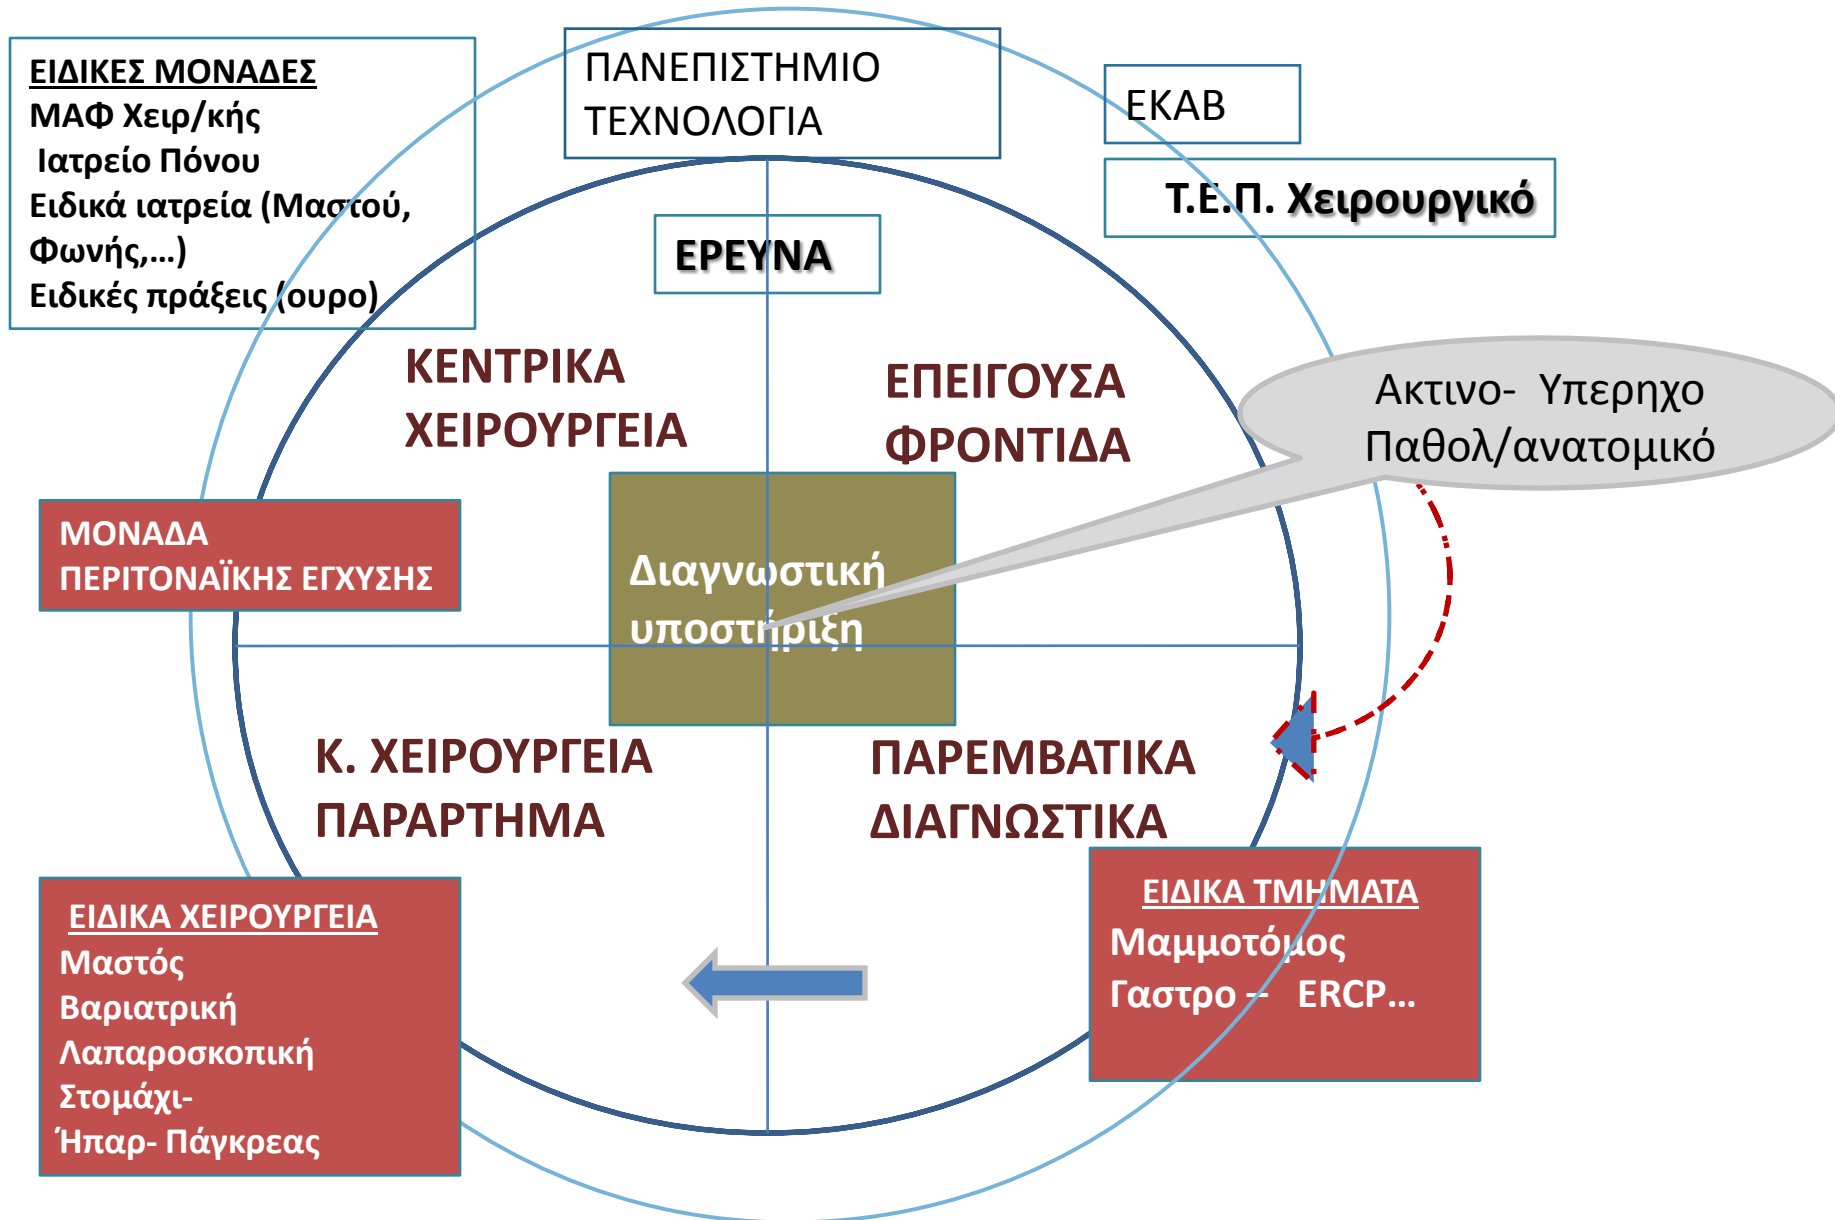 ΕΙΔΙΚΕΣ ΜΟΝΑΔΕΣ
ΜΑΦ Χειρ/κής
Ιατρείο Πόνου
Ειδικά ιατρεία (Μαστού,
Φωνής,...)
Ειδικές πράξεις (ουρο)
ΠΑΝΕΠΙΣΤΗΜΙΟ
ΤΕΧΝΟΛΟΓΙΑ
ΕΚΑΒ
Τ.Ε.Π. Χειρουργικό
ΕΡΕΥΝΑ
ΚΕΝΤΡΙΚΑ
ΧΕΙΡΟΥΡΓΕΙΑ
ΕΠΕΙΓΟΥΣΑ
ΦΡΟΝΤΙΔΑ
Ακτινο- Υπερηχο
Παθολ/ανατομικό
ΜΟΝΑΔΑ
ΠΕΡΙΤΟΝΑΪΚΗΣ ΕΓΧΥΣΗΣ
Διαγνωστική
υποστήριξη
Κ. ΧΕΙΡΟΥΡΓΕΙΑ
ΠΑΡΑΡΤΗΜΑ
ΠΑΡΕΜΒΑΤΙΚΑ
ΔΙΑΓΝΩΣΤΙΚΑ
ΕΙΔΙΚΑ ΧΕΙΡΟΥΡΓΕΙΑ
Μαστός
Βαριατρική
Λαπαροσκοπική
Στομάχι-
Ήπαρ- Πάγκρεας
ΕΙΔΙΚΑ ΤΜΗΜΑΤΑ
Μαμμοτόμος
Γαστρο – ERCP...